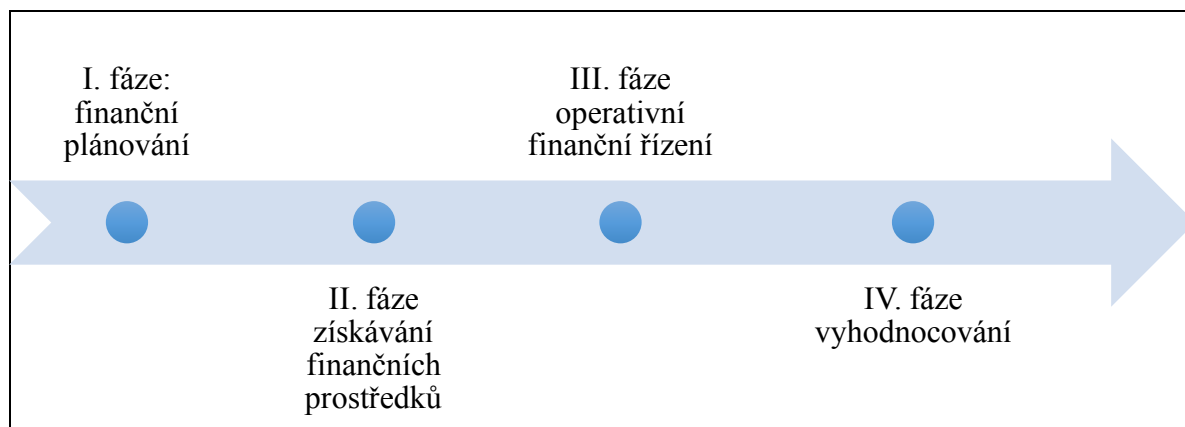 I. fáze:
finanční
plánování
II. fáze
získávání
finančních
prostředků
III. fáze
operativní
finanční řízení
IV. fáze
vyhodnocování